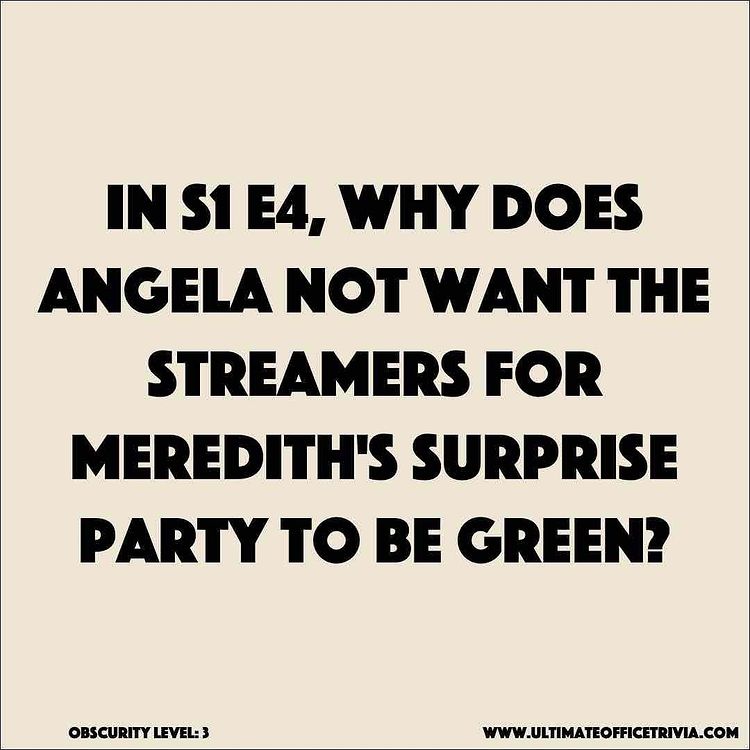 IN S1 E4, WHY DOES
ANGELA NOT WANT THE
STREAMERS FOR
MEREDITH'S SURPRISE
PARTY TO BE GREEN?
OBSCURITY LEVEL: 3
WWW.ULTIMATEOFFICETRIVIA.COM